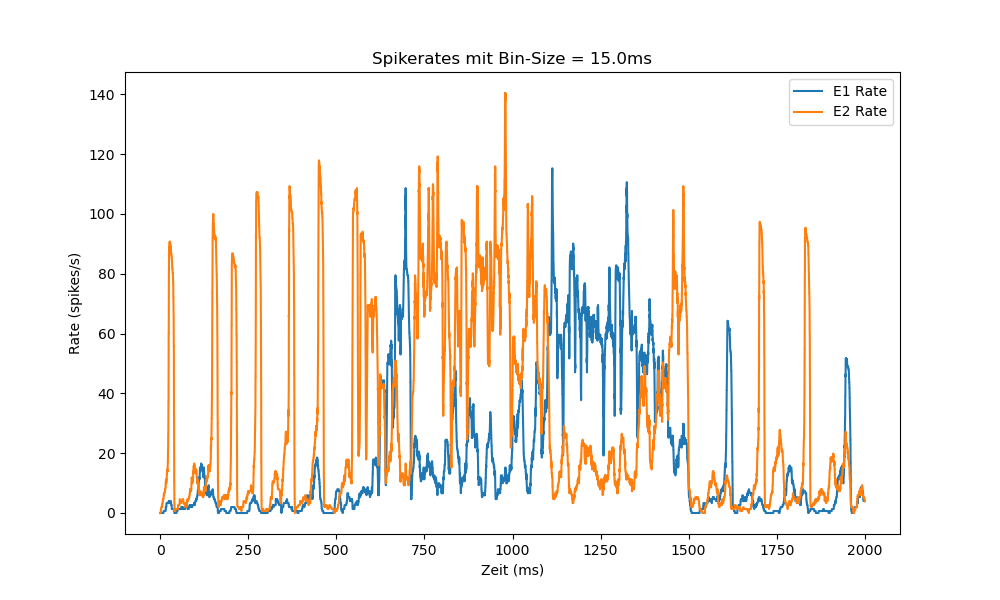 Spikerates mit Bin-Size = 15.0ms
E1 Rate
E2 Rate
140
120
100
80
60
40
20
0
Rate (spikes/s)
0 250 500 750 1000 1250 1500 1750 2000
Zeit (ms)